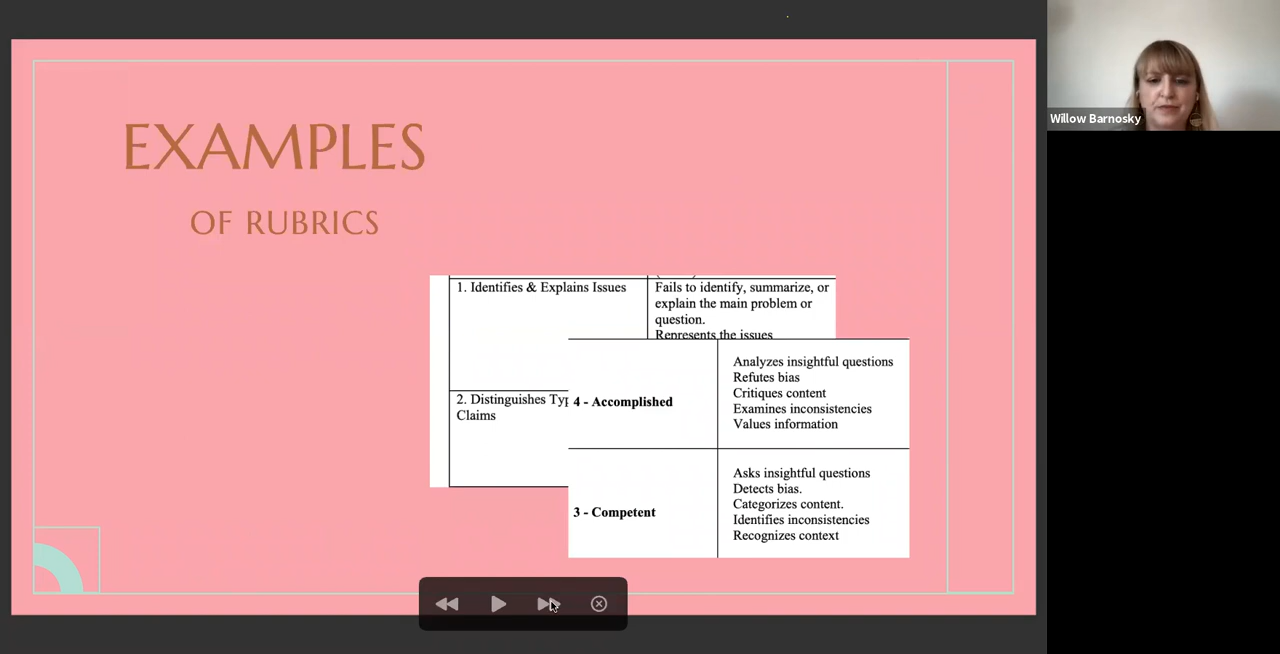 EXAMPLES
OF RUBRICS
1. Identifies & Explains Issues
Fails to identify, summarize, or
explain the main problem or
question.
Represents the issues
2. Distinguishes Typ
Claims
4 - Accomplished
Analyzes insightful questions
Refutes bias
Critiques content
Examines inconsistencies
Values information
3 - Competent
Asks insightful questions
Detects bias.
Categorizes content.
Identifies inconsistencies
Recognizes context
Willow Barnosky